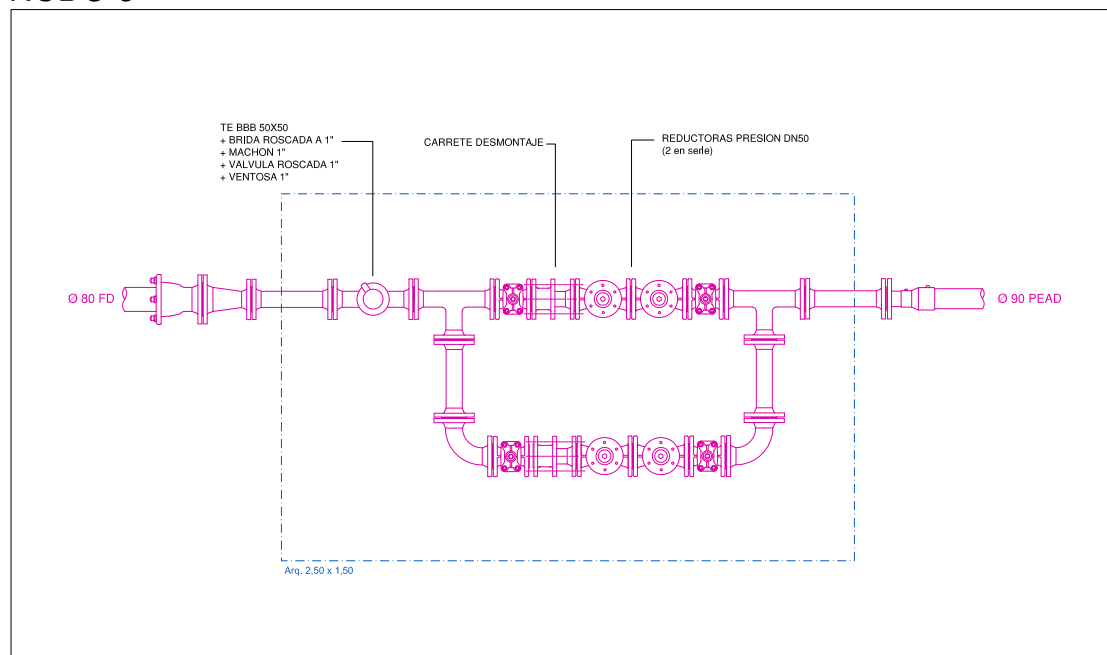 TE BBB 50X50
+ BRIDA ROSCADA A 1"
+ MACHON 1"
+ VALVULA ROSCADA 1"
+ VENTOSA 1"
CARRETE DESMONTAJE
REDUCTORAS PRESION DN50
(2 en serie)
Ø 80 FD
Ø 90 PEAD
Arq. 2,50 x 1,50